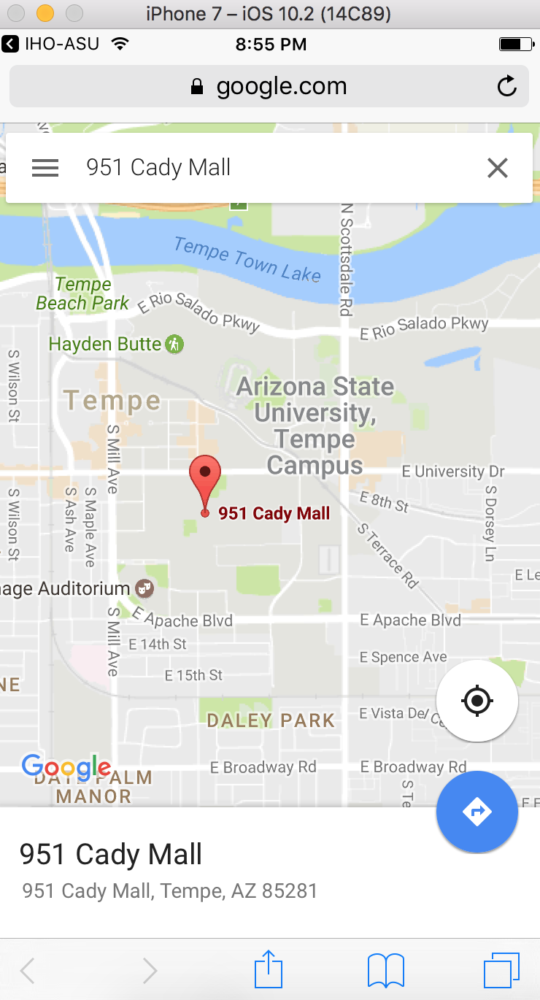 iPhone 7 – iOS 10.2 (14C89)
IHO-ASU
8:55 PM
google.com
951 Cady Mall
N Scottsdale Rd
Tempe Town Lake
Tempe
Beach Park
E Rio Salado Pkwy
E Rio Salado Pkwy
Hayden Butte
S Wilson St
Arizona State
University,
Tempe
Campus
Tempe
S Mill Ave
E University Dr
951 Cady Mall
E 8th St
S Wilson St
S Ash Ave
S Maple Ave
S Dorsey Ln
S Terrace Rd
E Le
age Auditorium
S Mill Ave
E Apache Blvd
E Apache Blvd
E 14th St
E Spence Ave
E 15th St
NE
E Vista De
DALEY PARK
Google
E Broadway Rd
E Broadway Rd
PALM
MANOR
S Te
951 Cady Mall
951 Cady Mall, Tempe, AZ 85281